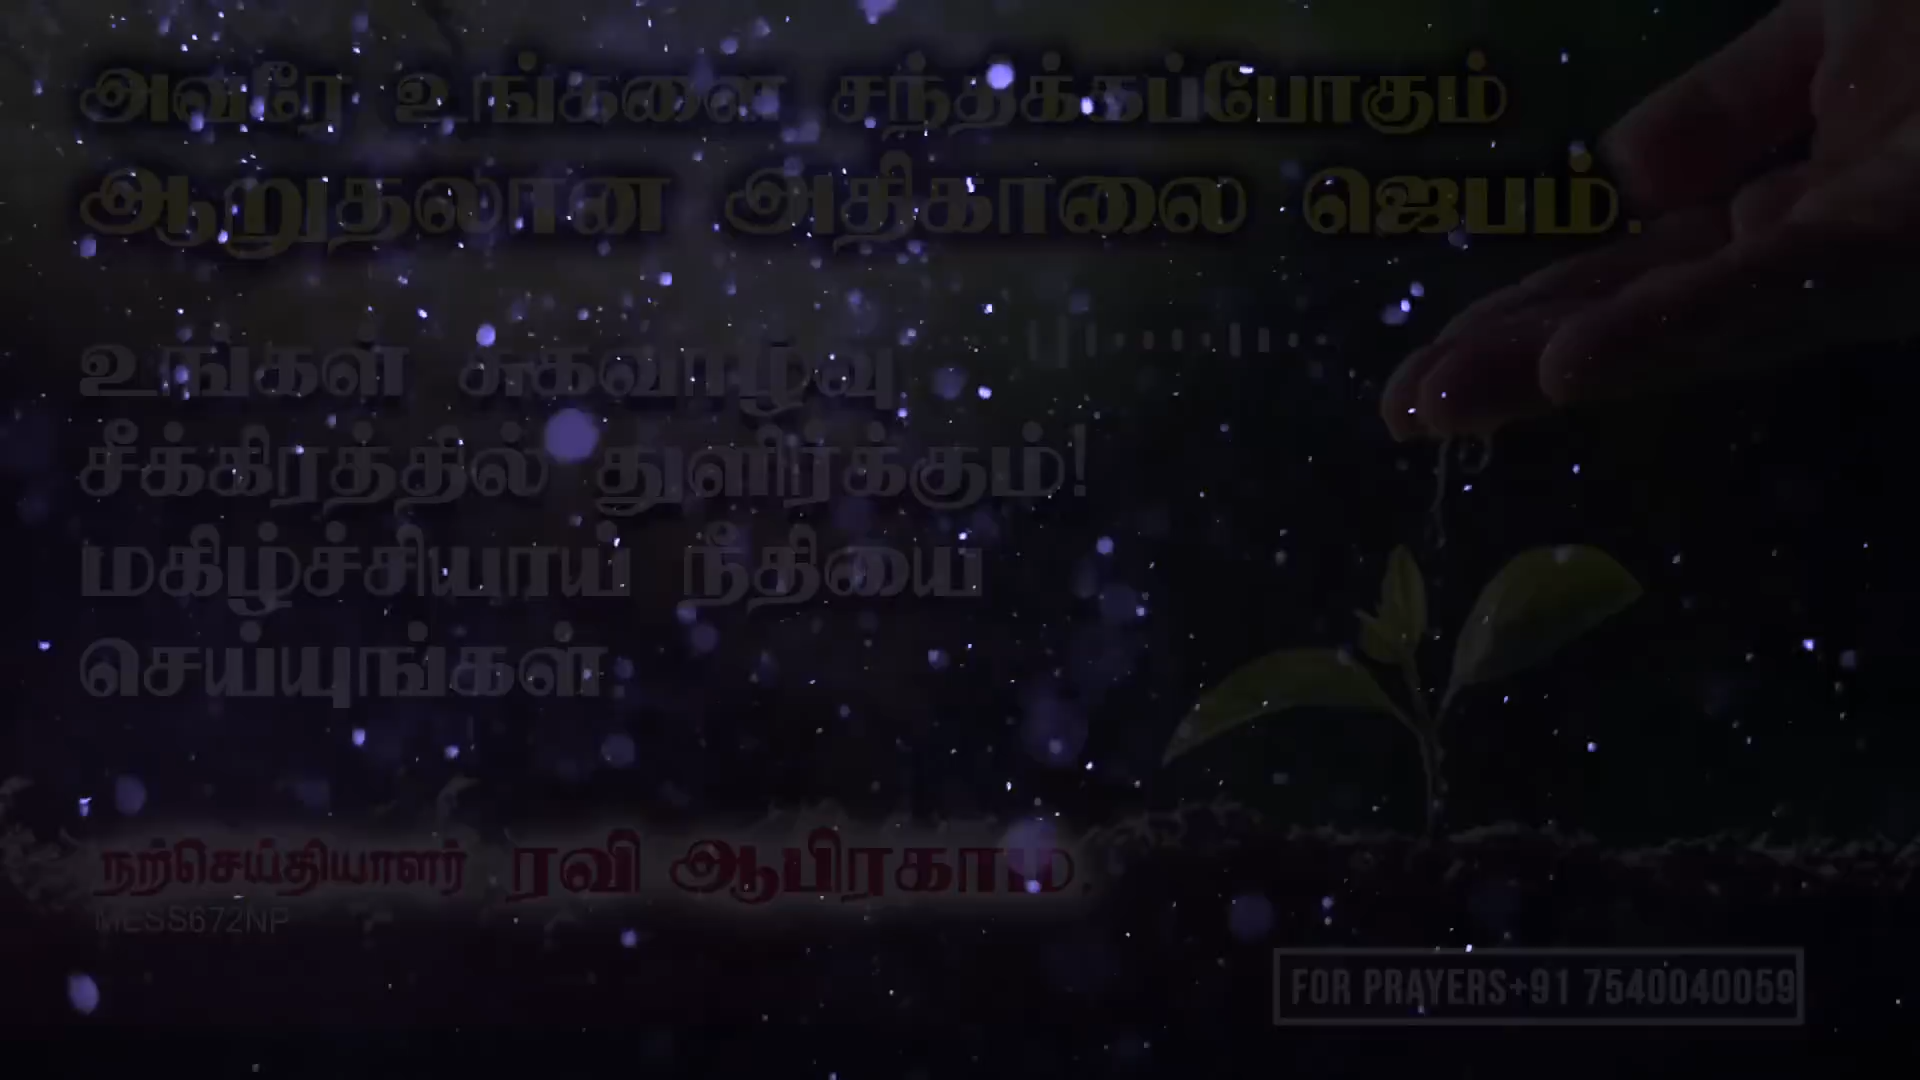 அவரே உங்களை சந்தக்கப்போகும்
ஆறுதலான அதிகாலை ஜெபம்.
உங்கள் சுகவாழ்வு
சீக்கிரத்தில் துளிர்க்கும்!
மகிழ்ச்சியாய் நீதியை
செய்யுங்கள்
நற்செய்தியாளர் ரவி ஆபிரகாம்
MESS672NP
FOR PRAYERS+91 7540040059